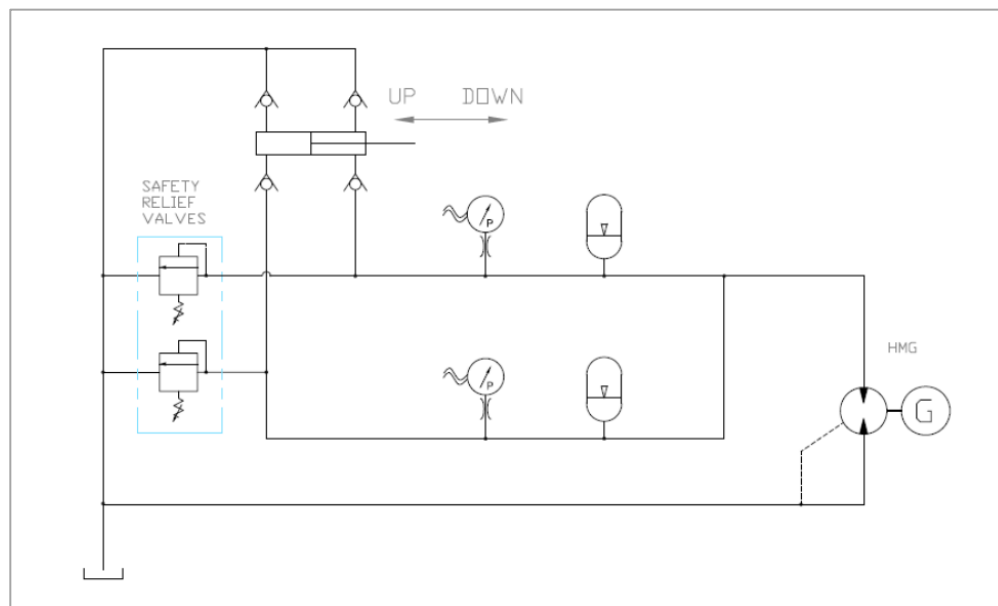 UP DOWN
SAFETY
RELIEF
VALVES
P
P
HMG
G